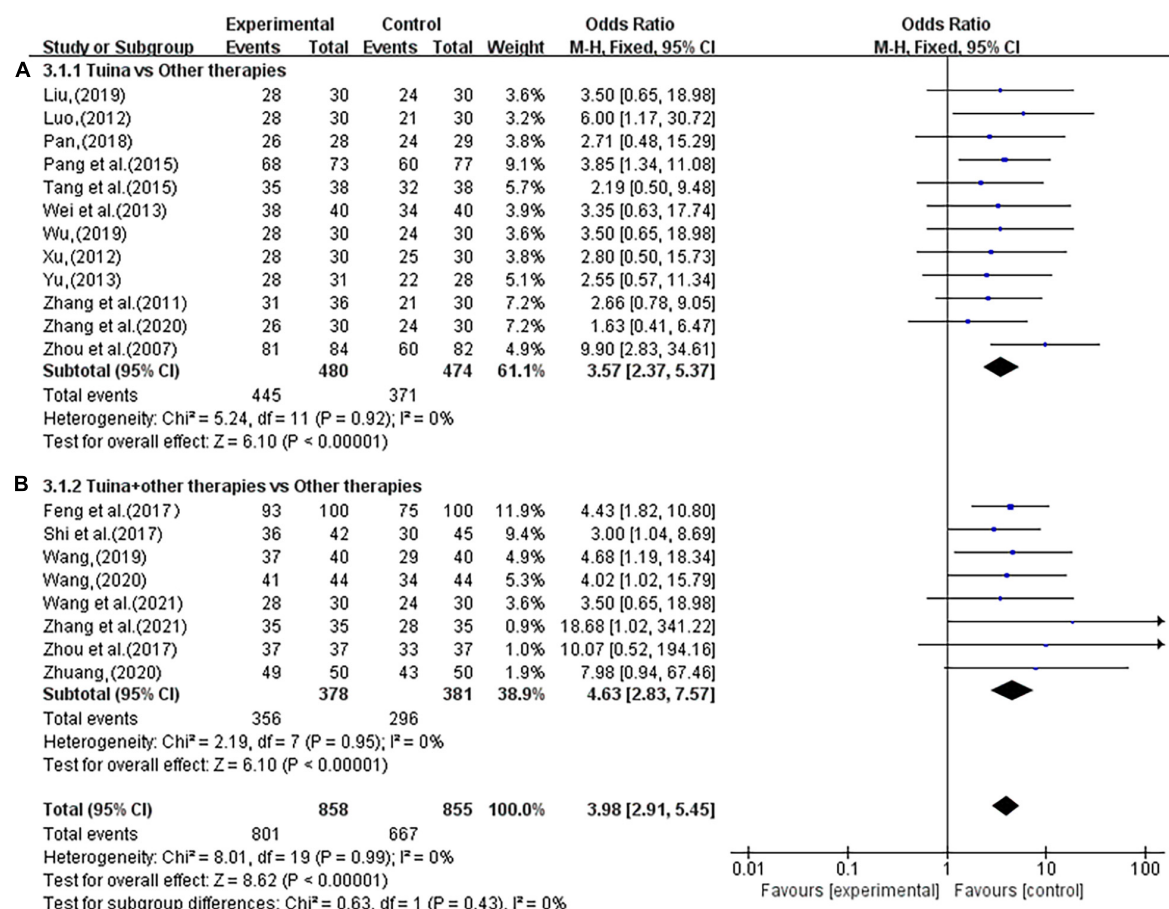 Experimental Control Odds Ratio Odds Ratio
Study or Subgroup Events Total Events Total Weight M-H, Fixed, 95% CI M-H, Fixed, 95% CI
A 3.1.1 Tuina vs Other therapies
Liu,(2019) 28 30 24 30 3.6% 3.50 [0.65, 18.98]
Luo,(2012) 28 30 21 30 3.2% 6.00 [1.17, 30.72]
Pan,(2018) 26 28 24 29 3.8% 2.71 [0.48, 15.29]
Pang et al.(2015) 68 73 60 77 9.1% 3.85 [1.34, 11.08]
Tang et al.(2015) 35 38 32 38 5.7% 2.19 [0.50, 9.48]
Wei et al.(2013) 38 40 34 40 3.9% 3.35 [0.63, 17.74]
Wu,(2019) 28 30 24 30 3.6% 3.50 [0.65, 18.98]
Xu,(2012) 28 30 25 30 3.8% 2.80 [0.50, 15.73]
Yu,(2013) 28 31 22 28 5.1% 2.55 [0.57, 11.34]
Zhang et al.(2011) 31 36 21 30 7.2% 2.66 [0.78, 9.05]
Zhang et al.(2020) 26 30 24 30 7.2% 1.63 [0.41, 6.47]
Zhou et al.(2007) 81 84 60 82 4.9% 9.90 [2.83, 34.61]
Subtotal (95% CI) 480 474 61.1% 3.57 [2.37, 5.37]
Total events 445 371
Heterogeneity: Chi² = 5.24, df = 11 (P = 0.92); I² = 0%
Test for overall effect: Z = 6.10 (P < 0.00001)
B 3.1.2 Tuina+other therapies vs Other therapies
Feng et al.(2017) 93 100 75 100 11.9% 4.43 [1.82, 10.80]
Shi et al.(2017) 36 42 30 45 9.4% 3.00 [1.04, 8.69]
Wang,(2019) 37 40 29 40 4.9% 4.68 [1.19, 18.34]
Wang,(2020) 41 44 34 44 5.3% 4.02 [1.02, 15.79]
Wang et al.(2021) 28 30 24 30 3.6% 3.50 [0.65, 18.98]
Zhang et al.(2021) 35 35 28 35 0.9% 18.68 [1.02, 341.22]
Zhou et al.(2017) 37 37 33 37 1.0% 10.07 [0.52, 194.16]
Zhuang,(2020) 49 50 43 50 1.9% 7.98 [0.94, 67.46]
Subtotal (95% CI) 378 381 38.9% 4.63 [2.83, 7.57]
Total events 356 296
Heterogeneity: Chi² = 2.19, df = 7 (P = 0.95); I² = 0%
Test for overall effect: Z = 6.10 (P < 0.00001)
Total (95% CI) 858 855 100.0% 3.98 [2.91, 5.45]
Total events 801 667
Heterogeneity: Chi² = 8.01, df = 19 (P = 0.99); I² = 0%
Test for overall effect: Z = 8.62 (P < 0.00001)
Test for subgroup differences: Chi² = 0.63, df = 1 (P = 0.43), I² = 0%
0.01 0.1 1 10 100
Favours [experimental] Favours [control]